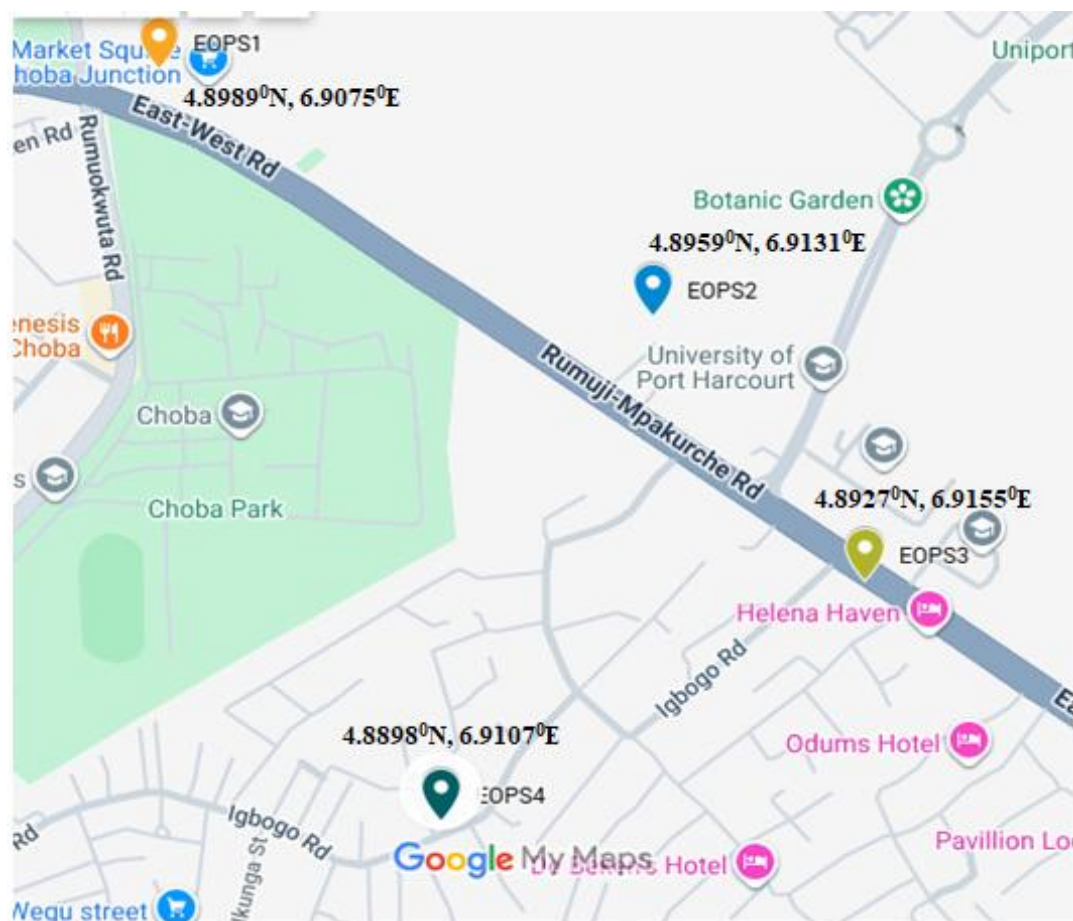 EOPS1
Market Square
Choba Junction
4.8989⁰N, 6.9075⁰E
East-West Rd
Rumuokwuta Rd
en Rd
Uniport
Botanic Garden
4.8959⁰N, 6.9131⁰E
EOPS2
enesis
Choba
University of
Port Harcourt
Rumuji-Mpakurche Rd
Choba
s
Choba Park
4.8927⁰N, 6.9155⁰E
EOPS3
Helena Haven
Igbogo Rd
Ea
4.8898⁰N, 6.9107⁰E
Odums Hotel
EOPS4
Igbogo Rd
Rd
Ikunga St
Google My Maps
Hotel
Pavillion Lo
Wegu street